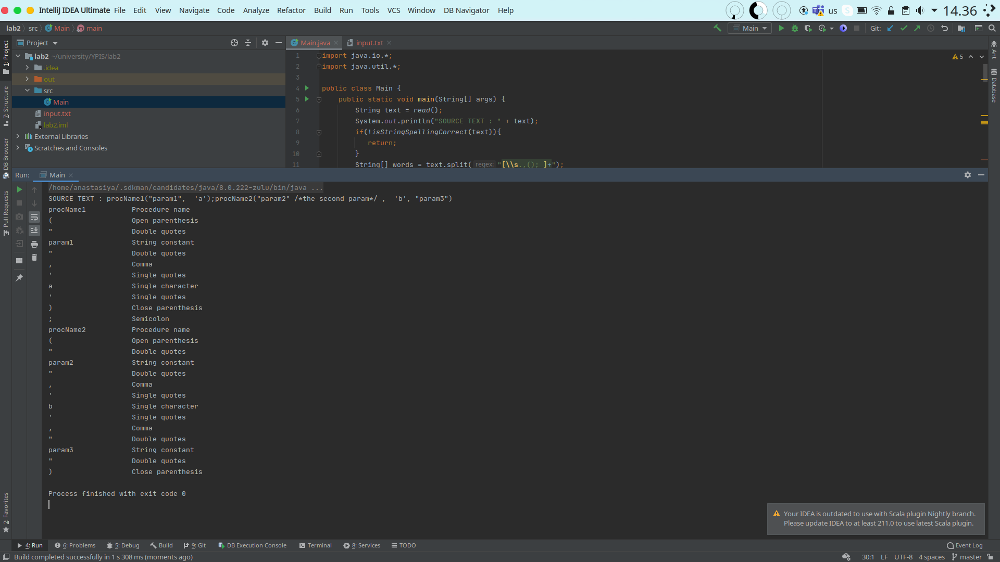 IntelliJ IDEA Ultimate File Edit View Navigate Code Analyze Refactor Build Run Tools VCS Window DB Navigator Help us 14.36
lab2 src Main main Main Git:
1: Project
7: Structure
DB Browser
Pull Requests
2: Favorites
Project
lab2 ~/university/YPIS/lab2
.idea
out
src
Main
input.txt
lab2.iml
External Libraries
Scratches and Consoles
Main.java input.txt
5
1 import java.io.*;
2 import java.util.*;
3
4 public class Main {
5 public static void main(String[] args) {
6 String text = read();
7 System.out.println("SOURCE TEXT : " + text);
8 if(!isStringSpellingCorrect(text)){
9 return;
10 }
11 String[] words = text.split( regex: "[\\s.,(); ]+");
Ant
Database
Run: Main
/home/anastasiya/.sdkman/candidates/java/8.0.222-zulu/bin/java ...
SOURCE TEXT : procName1("param1",  'a');procName2("param2" /*the second param*/ ,  'b', "param3")
procName1 Procedure name
( Open parenthesis
" Double quotes
param1 String constant
" Double quotes
, Comma
' Single quotes
a Single character
' Single quotes
) Close parenthesis
; Semicolon
procName2 Procedure name
( Open parenthesis
" Double quotes
param2 String constant
" Double quotes
, Comma
' Single quotes
b Single character
' Single quotes
, Comma
" Double quotes
param3 String constant
" Double quotes
) Close parenthesis
Process finished with exit code 0
Your IDEA is outdated to use with Scala plugin Nightly branch.
Please update IDEA to at least 211.0 to use latest Scala plugin.
4: Run 6: Problems 5: Debug Build 9: Git DB Execution Console Terminal 8: Services TODO Event Log
Build completed successfully in 1 s 308 ms (moments ago) 30:1 LF UTF-8 4 spaces master